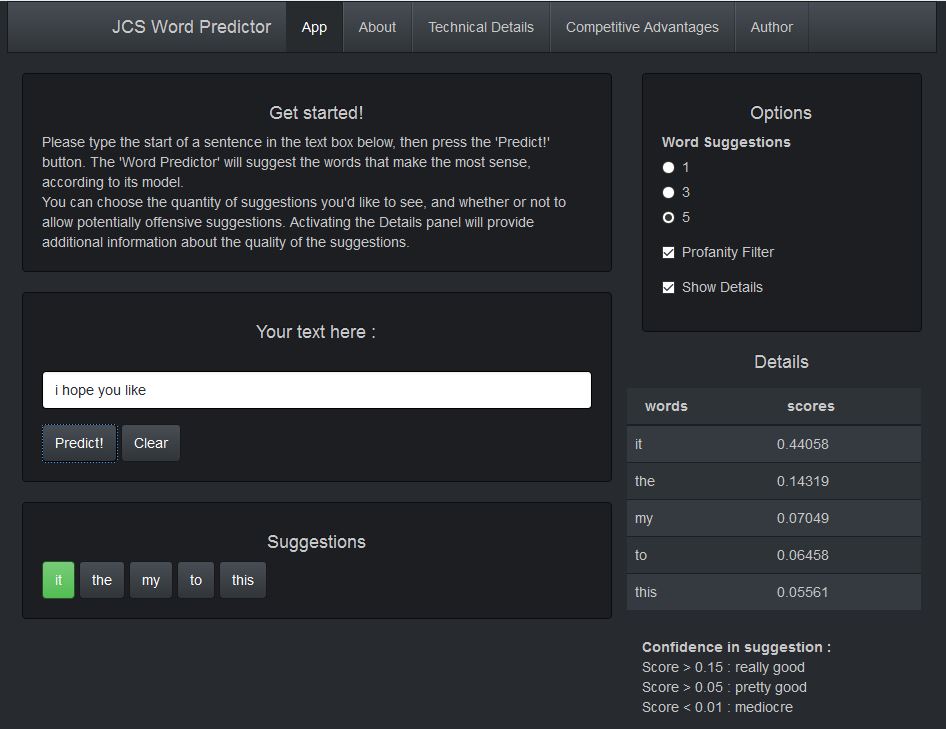 JCS Word Predictor App About Technical Details Competitive Advantages Author
Get started!
Please type the start of a sentence in the text box below, then press the 'Predict!'
button. The 'Word Predictor' will suggest the words that make the most sense,
according to its model.
You can choose the quantity of suggestions you'd like to see, and whether or not to
allow potentially offensive suggestions. Activating the Details panel will provide
additional information about the quality of the suggestions.
Your text here :
i hope you like
Predict! Clear
Suggestions
it the my to this
Options
Word Suggestions
1
3
5
Profanity Filter
Show Details
Details
words scores
it 0.44058
the 0.14319
my 0.07049
to 0.06458
this 0.05561
Confidence in suggestion :
Score > 0.15 : really good
Score > 0.05 : pretty good
Score < 0.01 : mediocre